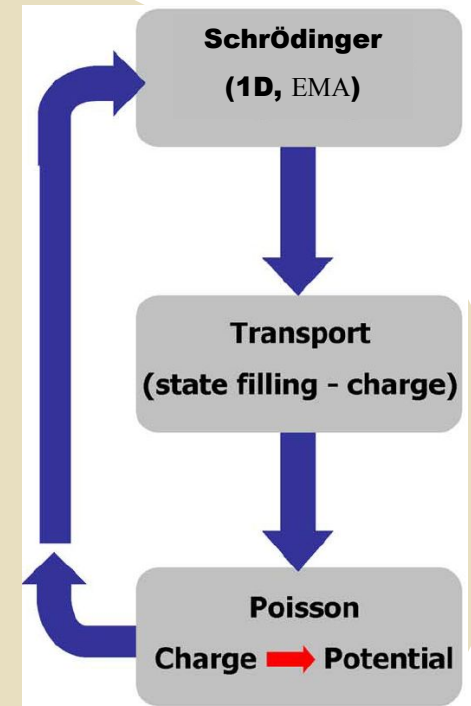 SchrÖdinger
(1D, EMA)
Transport
(state filling - charge)
Poisson
Charge Potential